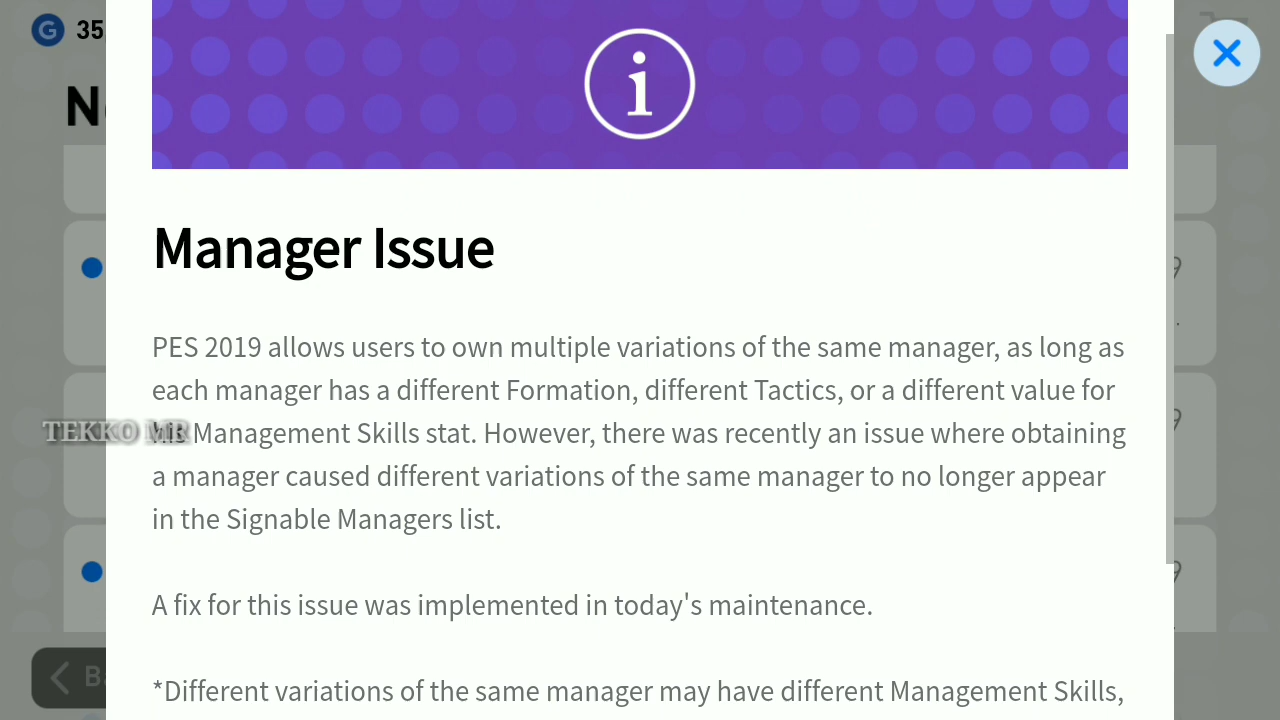 G 35
i
Manager Issue
PES 2019 allows users to own multiple variations of the same manager, as long as
each manager has a different Formation, different Tactics, or a different value for
his Management Skills stat. However, there was recently an issue where obtaining
a manager caused different variations of the same manager to no longer appear
in the Signable Managers list.
TEKKO MR
A fix for this issue was implemented in today's maintenance.
*Different variations of the same manager may have different Management Skills,